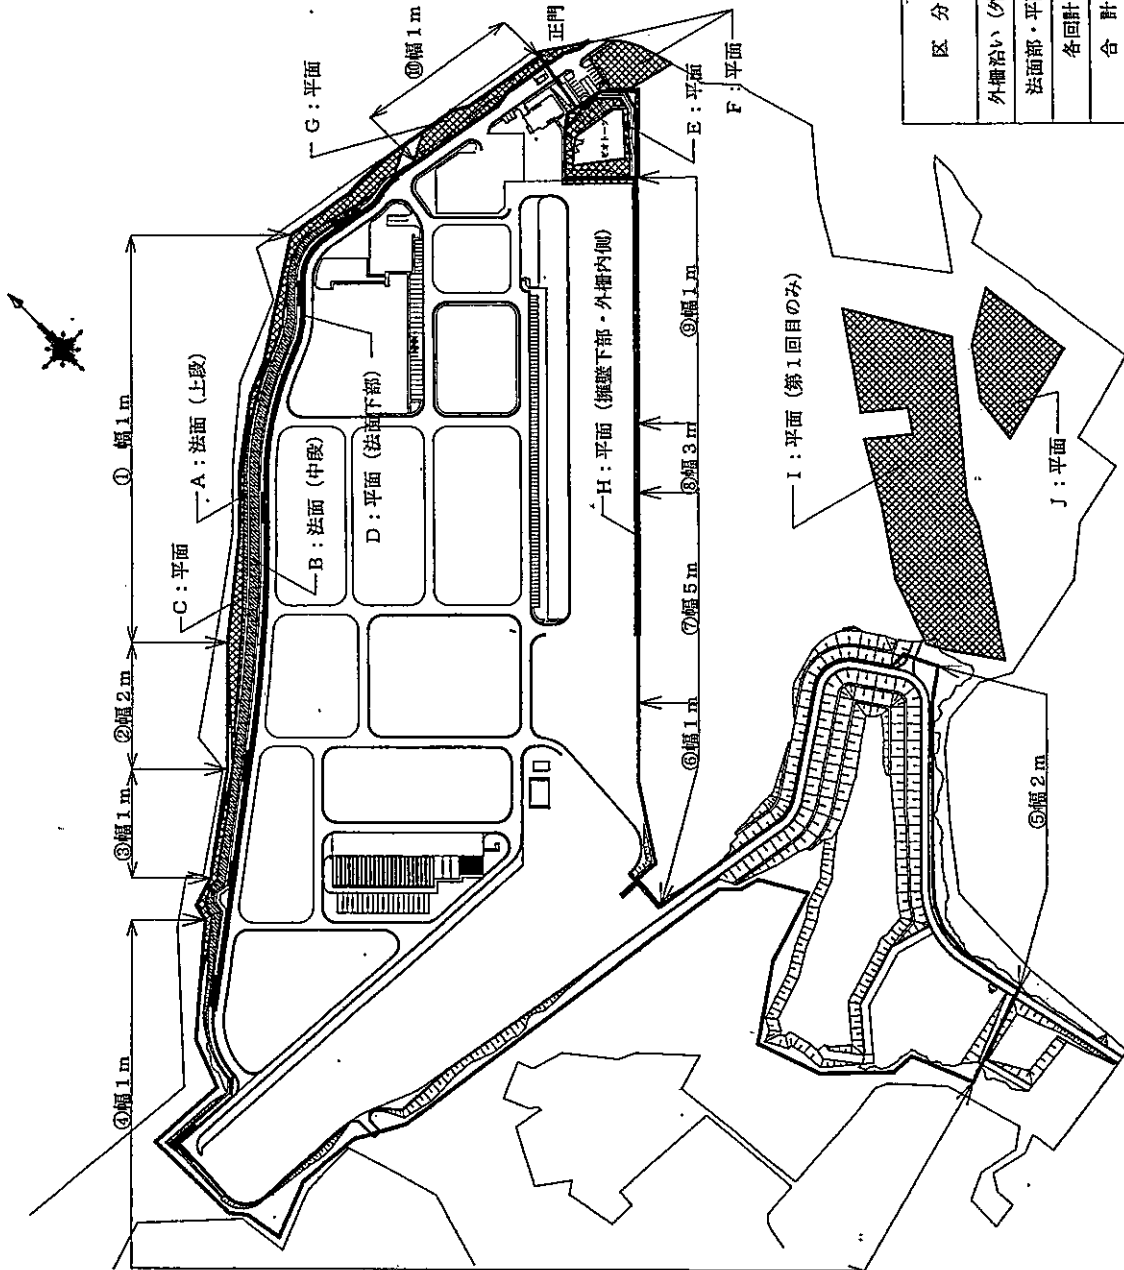 ⑩幅1m
正門
G：平面
E：平面
F：平面
①　幅1m
A：法面（上段）
C：平面
B：法面（中段）
D：平面（法面下部）
②幅2m
③幅1m
④幅1m
H：平面（擁壁下部・外柵内側）
⑨幅1m
⑧幅3m
⑦幅5m
⑥幅1m
I：平面（第1回目のみ）
J：平面
⑤幅2m
区　分
外柵沿い（外
法面部・平
各回計
合　計